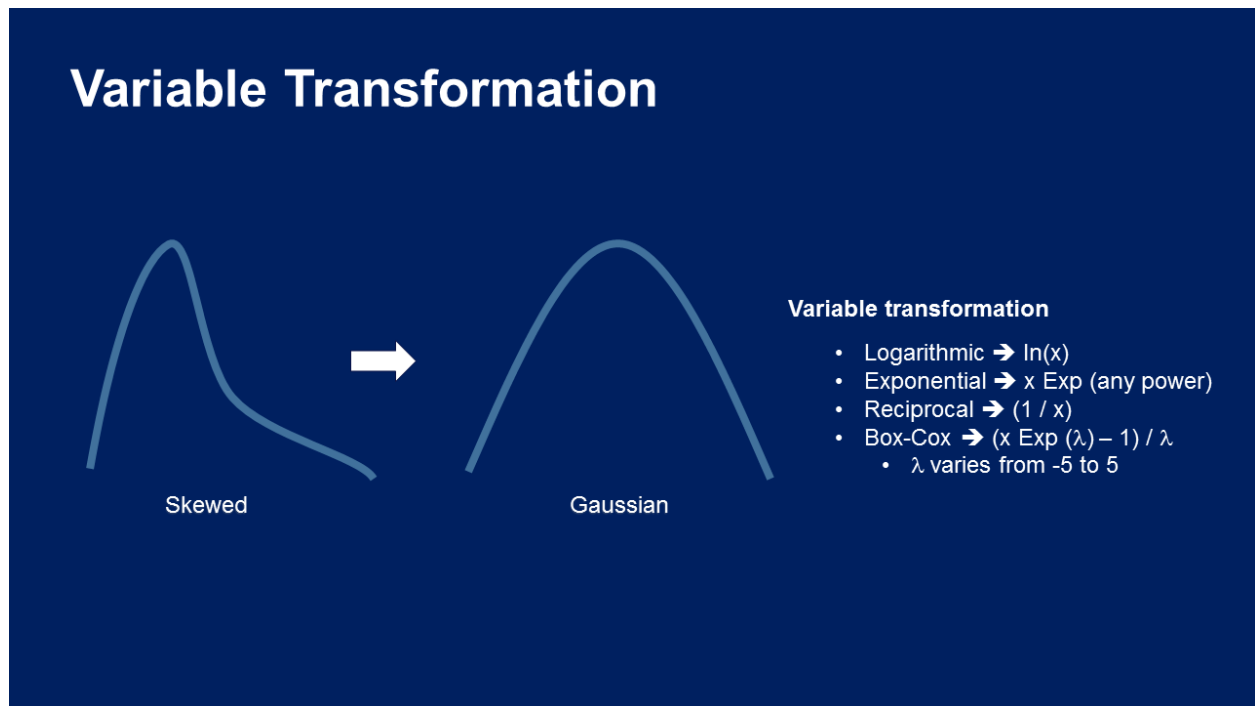 Variable Transformation
Variable transformation
• Logarithmic ➔ ln(x)
• Exponential ➔ x Exp (any power)
• Reciprocal ➔ (1 / x)
• Box-Cox ➔ (x Exp (λ) – 1) / λ
• λ varies from -5 to 5
Skewed
Gaussian